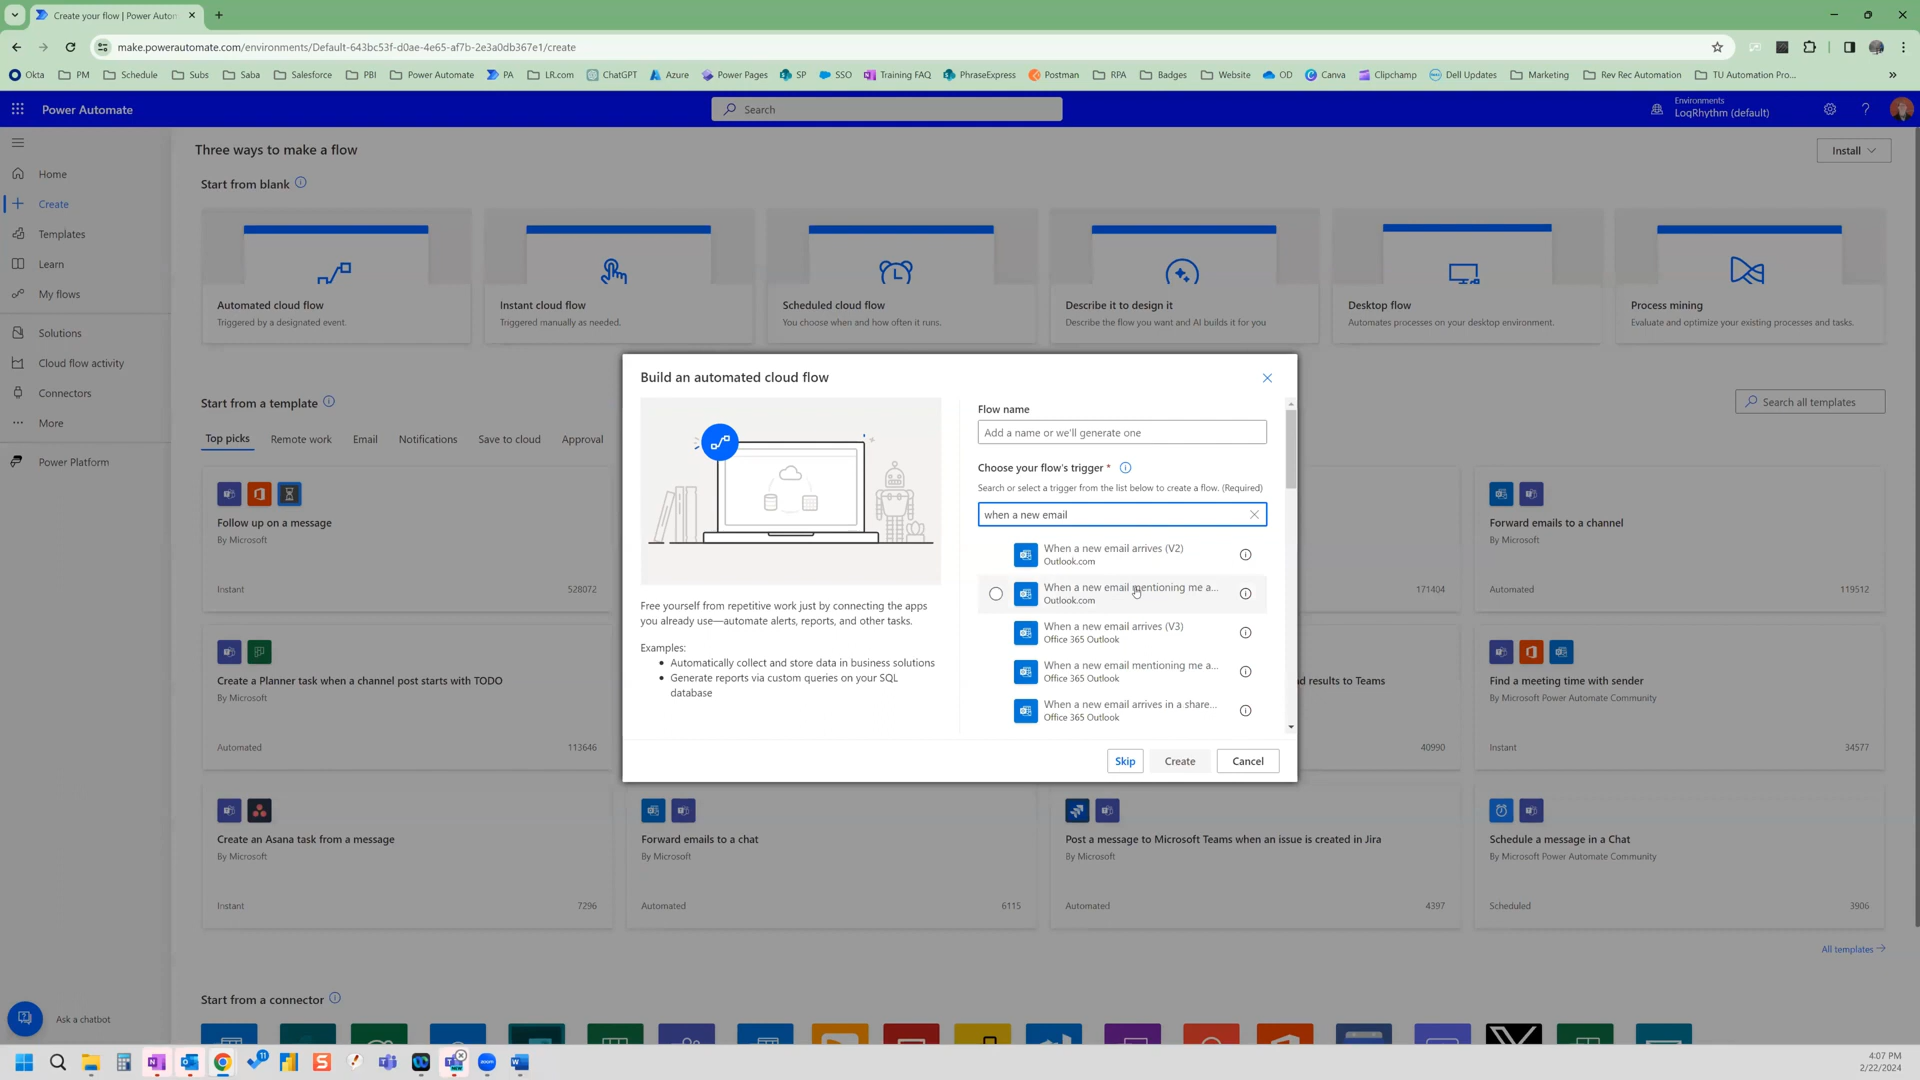 Create your flow | Power Autom
make.powerautomate.com/environments/Default-643bc53f-d0ae-4e65-af7b-2e3a0db367e1/create
Okta
PM
Schedule
Subs
Saba
Salesforce
PBI
Power Automate
PA
LR.com
ChatGPT
Azure
Power Pages
SP
SSO
Training FAQ
PhraseExpress
Postman
RPA
Badges
Website
OD
Canva
Clipchamp
Dell Updates
Marketing
Rev Rec Automation
TU Automation Pro...
Power Automate
Search
Environments
LogRhythm (default)
Home
Create
Templates
Learn
My flows
Solutions
Cloud flow activity
Connectors
More
Power Platform
Ask a chatbot
Three ways to make a flow
Install
Start from blank
Automated cloud flow
Triggered by a designated event.
Instant cloud flow
Triggered manually as needed.
Scheduled cloud flow
You choose when and how often it runs.
Describe it to design it
Describe the flow you want and AI builds it for you
Desktop flow
Automates processes on your desktop environment.
Process mining
Evaluate and optimize your existing processes and tasks.
Start from a template
Search all templates
Top picks
Remote work
Email
Notifications
Save to cloud
Approval
Follow up on a message
By Microsoft
Instant
528072
171404
Forward emails to a channel
By Microsoft
Automated
119512
Create a Planner task when a channel post starts with TODO
By Microsoft
Automated
113646
d results to Teams
40990
Find a meeting time with sender
By Microsoft Power Automate Community
Instant
34577
Create an Asana task from a message
By Microsoft
Instant
7296
Forward emails to a chat
By Microsoft
Automated
6115
Post a message to Microsoft Teams when an issue is created in Jira
By Microsoft
Automated
4397
Schedule a message in a Chat
By Microsoft Power Automate Community
Scheduled
3906
All templates
Start from a connector
Build an automated cloud flow
Free yourself from repetitive work just by connecting the apps
you already use—automate alerts, reports, and other tasks.
Examples:
• Automatically collect and store data in business solutions
• Generate reports via custom queries on your SQL
database
Flow name
Add a name or we'll generate one
Choose your flow's trigger *
Search or select a trigger from the list below to create a flow. (Required)
when a new email
When a new email arrives (V2)
Outlook.com
When a new email mentioning me a...
Outlook.com
When a new email arrives (V3)
Office 365 Outlook
When a new email mentioning me a...
Office 365 Outlook
When a new email arrives in a share...
Office 365 Outlook
Skip
Create
Cancel
11
4:07 PM
2/22/2024